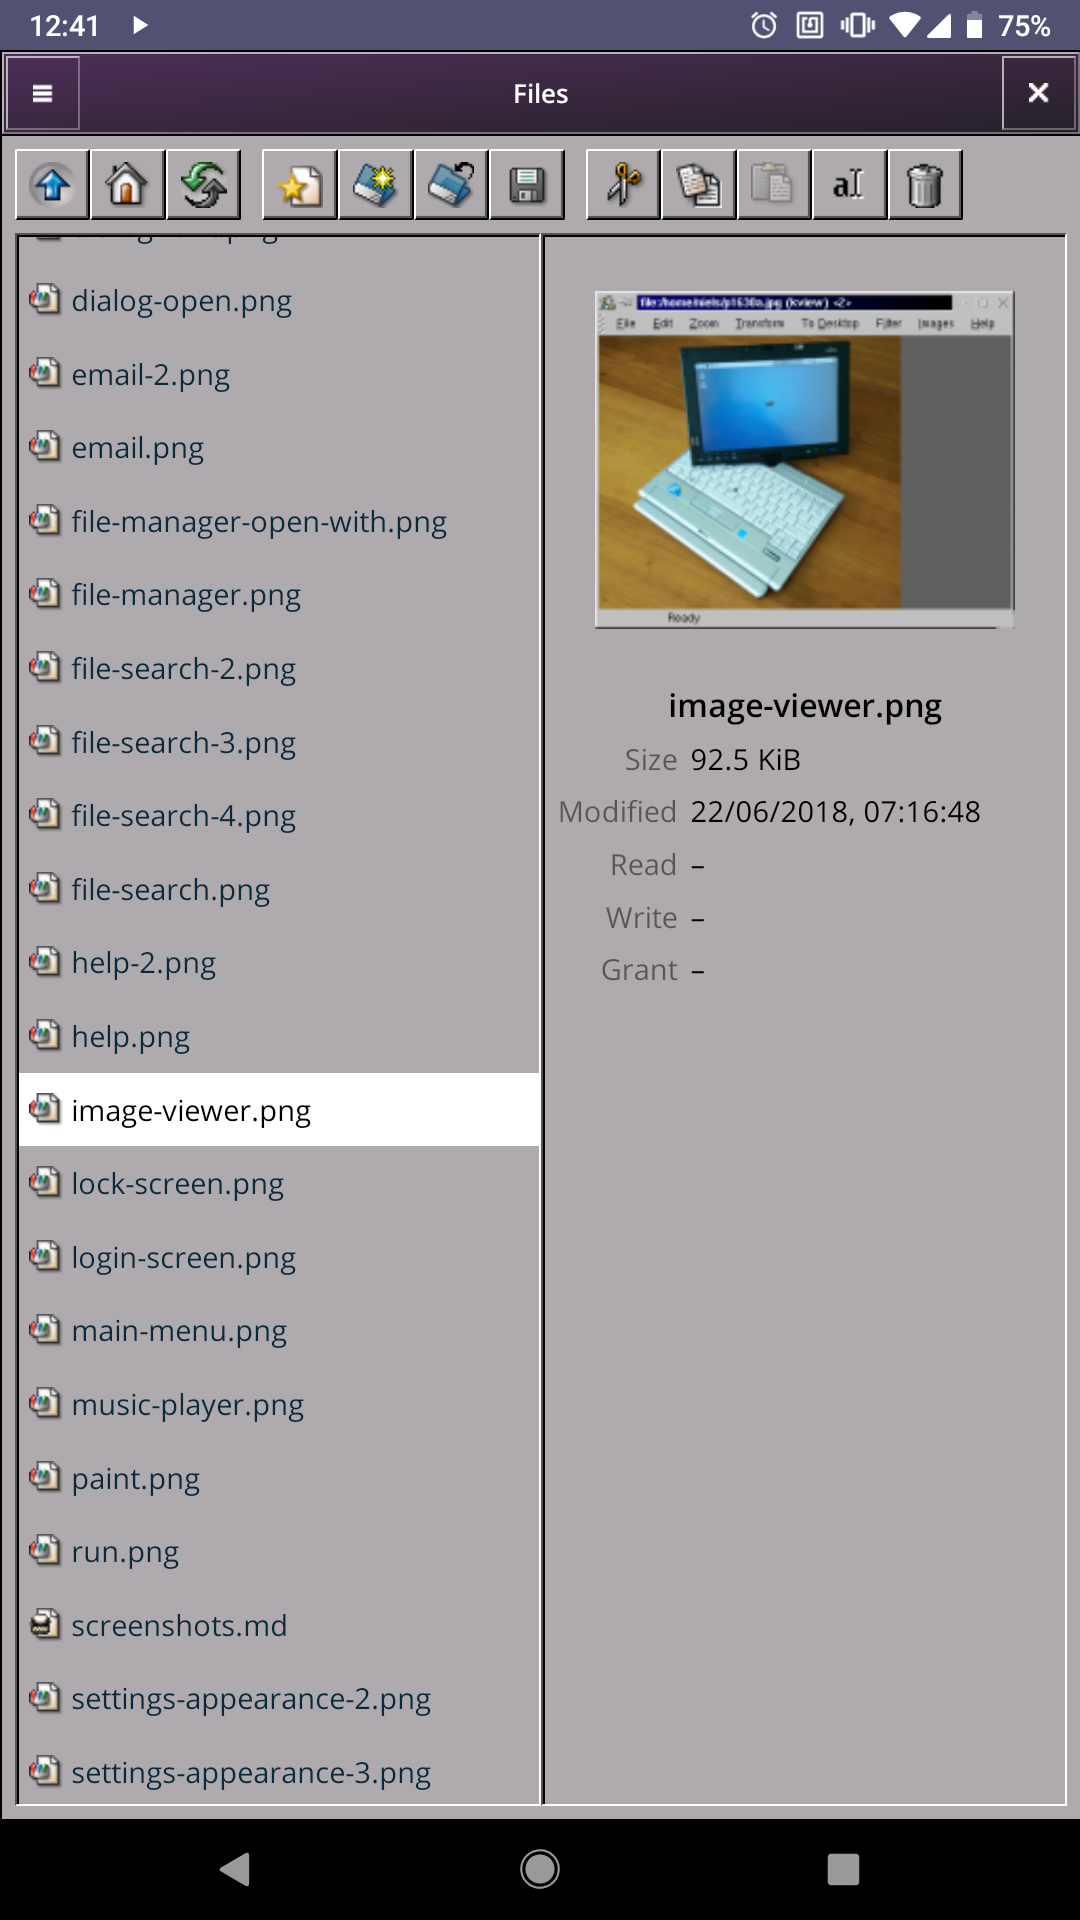 12:41
75%
Files
aI
dialog-open.png
email-2.png
email.png
file-manager-open-with.png
file-manager.png
file-search-2.png
file-search-3.png
file-search-4.png
file-search.png
help-2.png
help.png
image-viewer.png
lock-screen.png
login-screen.png
main-menu.png
music-player.png
paint.png
run.png
screenshots.md
settings-appearance-2.png
settings-appearance-3.png
file:/home/niels/p1630a.jpg (kview) <2>
File Edit Zoom Transform To Desktop Filter Images Help
Ready
image-viewer.png
Size 92.5 KiB
Modified 22/06/2018, 07:16:48
Read –
Write –
Grant –